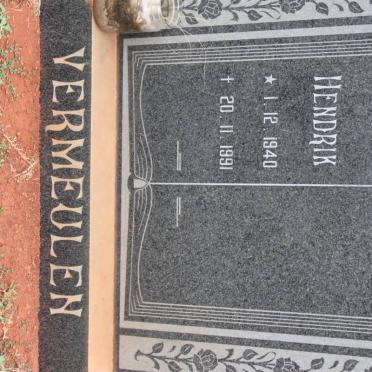 HENDRIK
★ 1.12.1940
† 20.11.1991
VERMEULEN